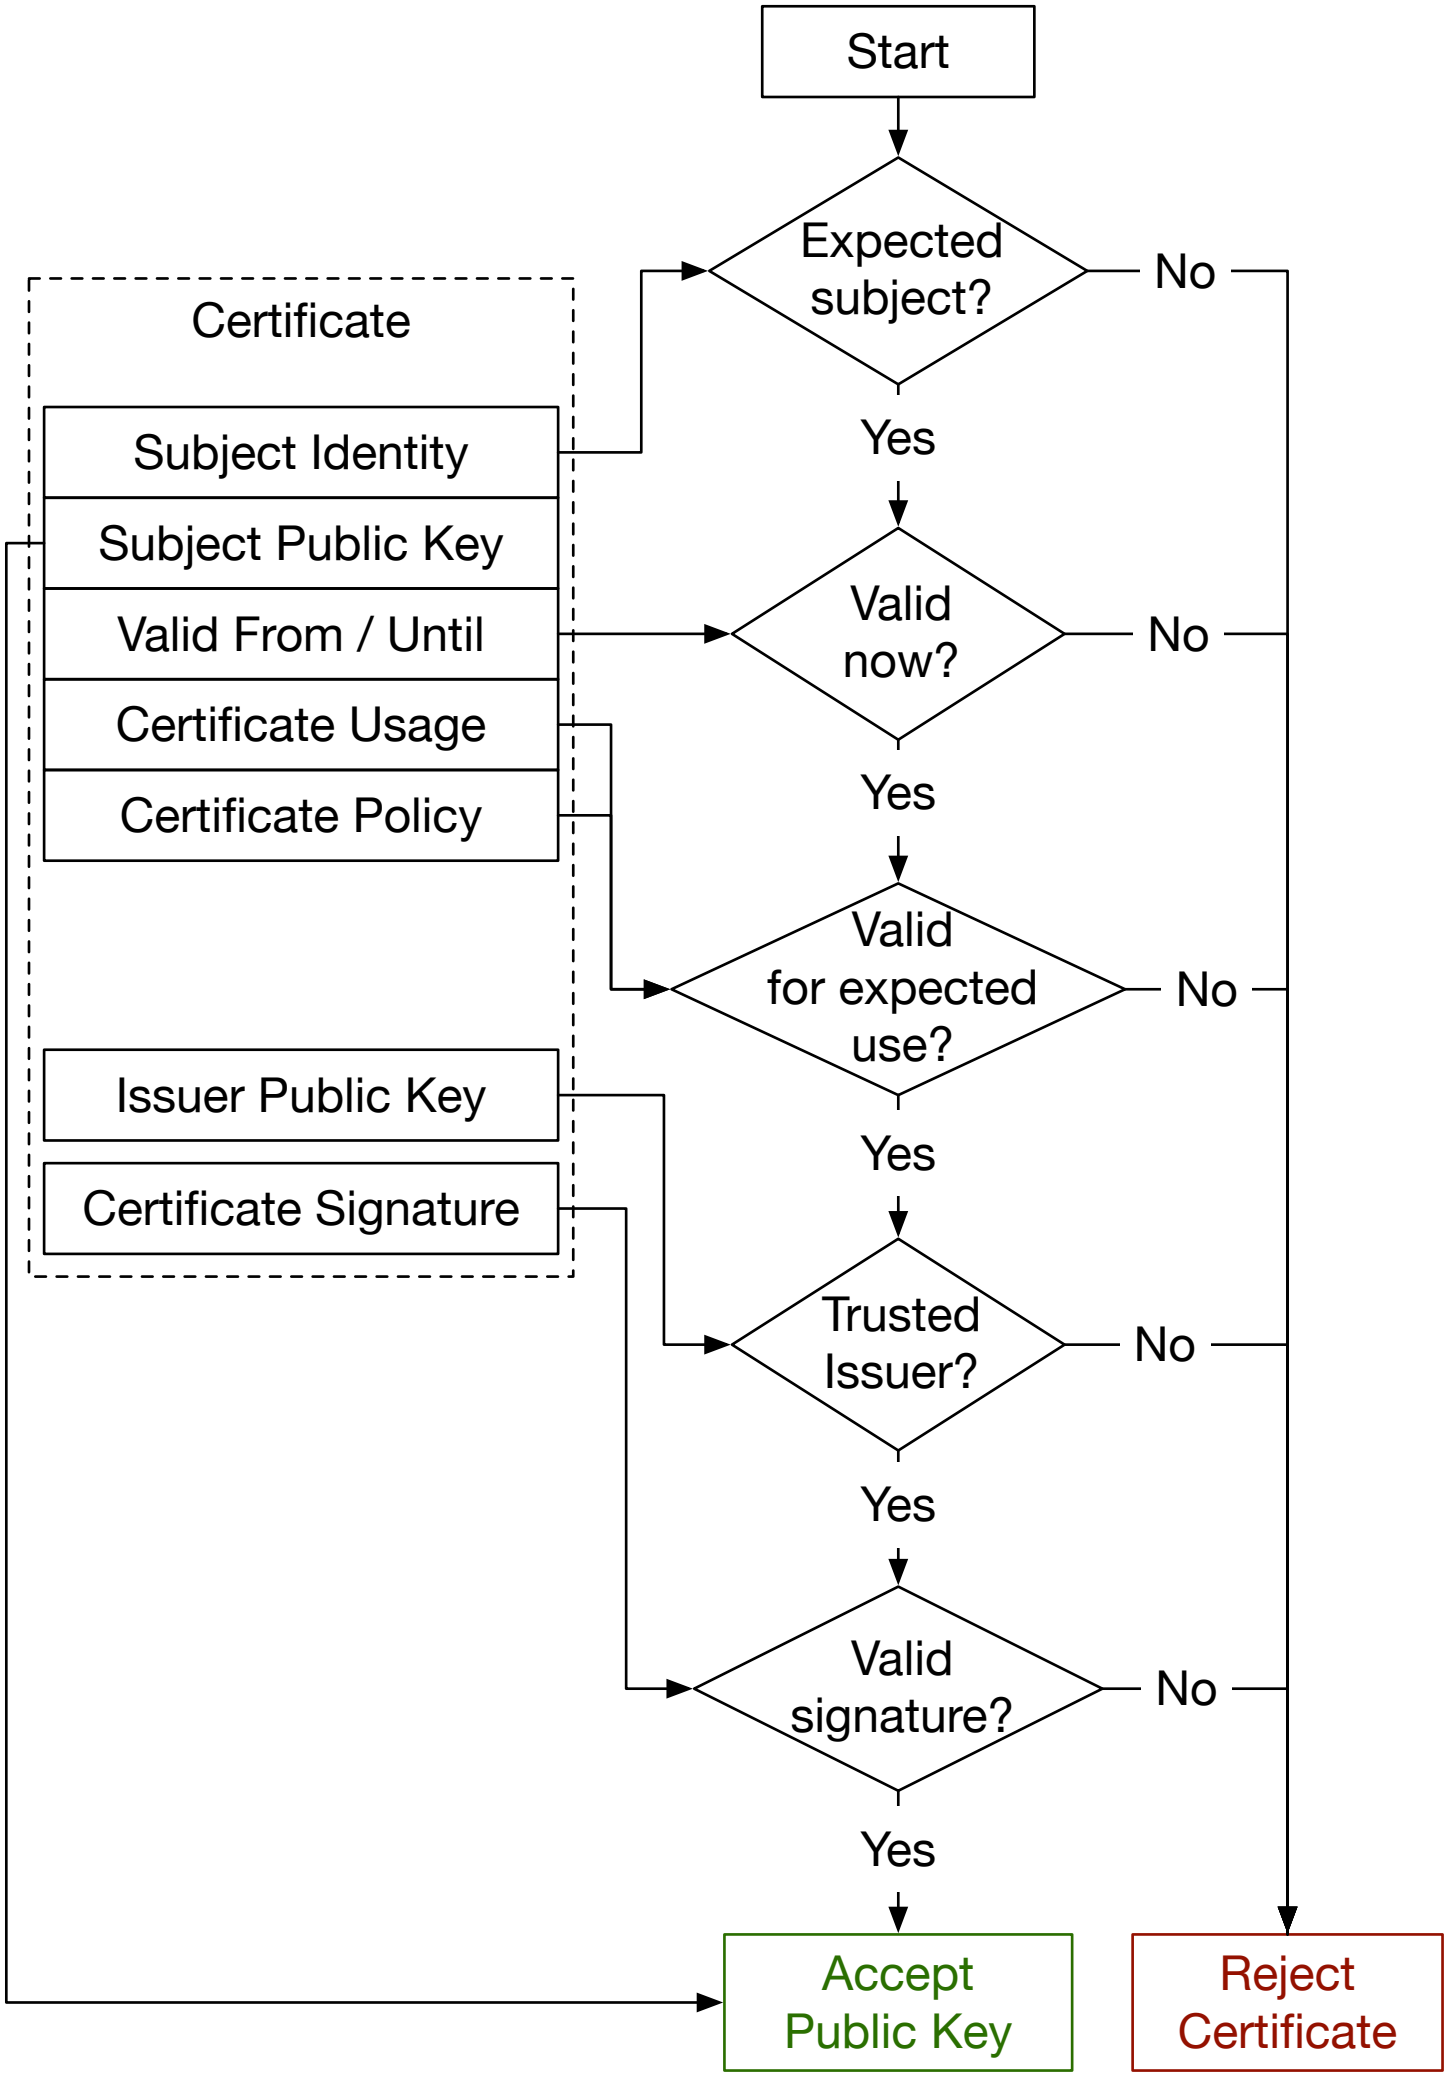 Start
Expected
subject?
No
Certificate
Yes
Subject Identity
Subject Public Key
Valid From / Until
Certificate Usage
Certificate Policy
Valid
now?
No
Yes
Valid
for expected
use?
No
Issuer Public Key
Certificate Signature
Yes
Trusted
Issuer?
No
Yes
Valid
signature?
No
Yes
Accept
Public Key
Reject
Certificate